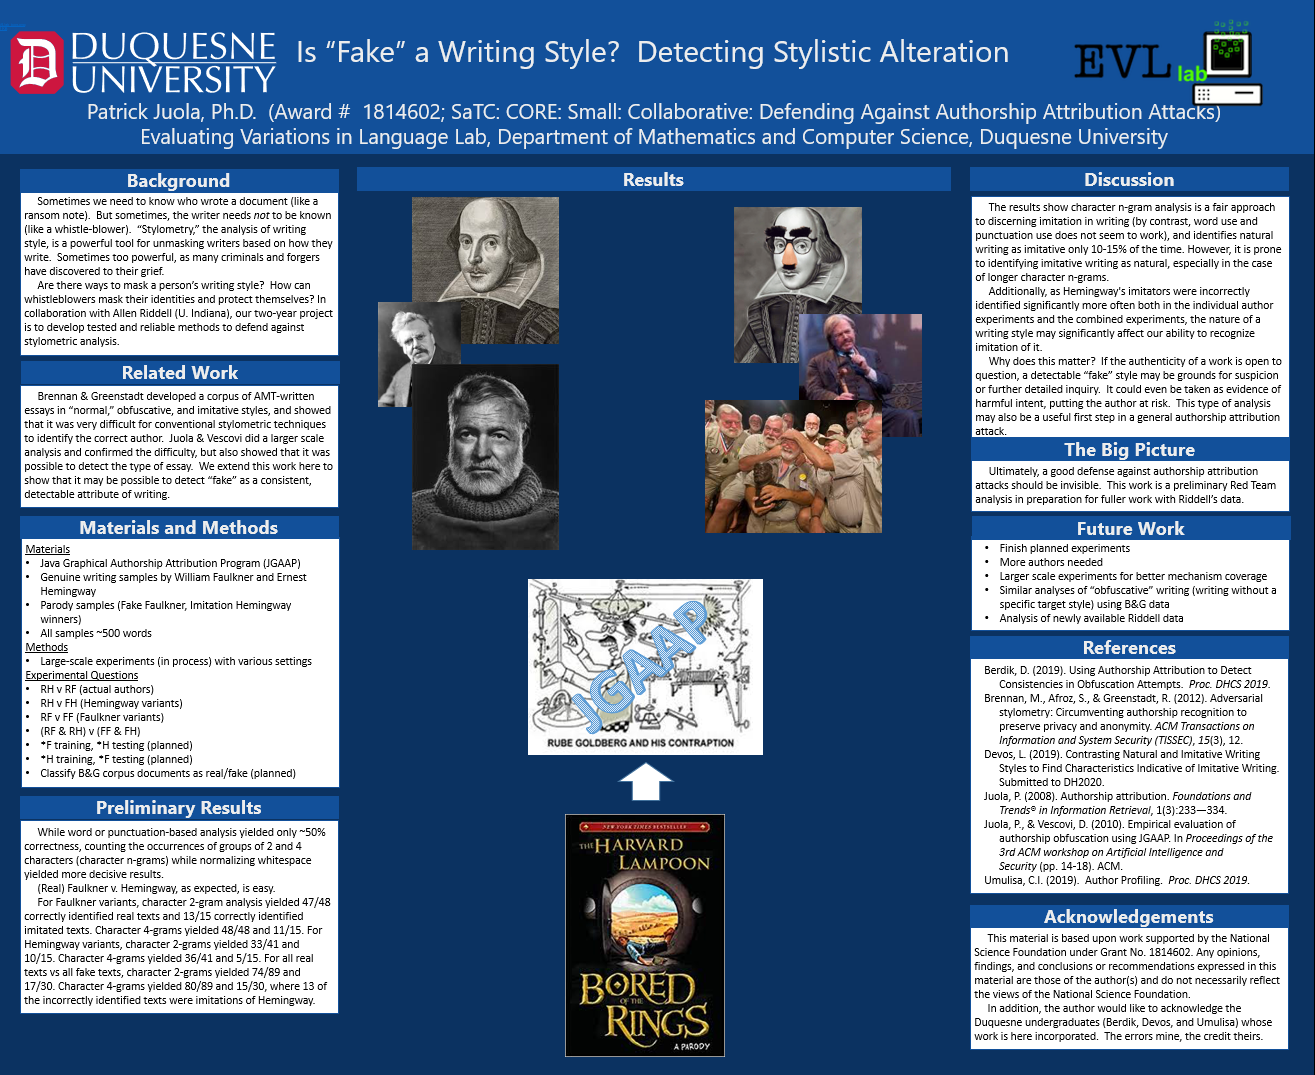 DUQUESNE
UNIVERSITY
Is “Fake” a Writing Style?  Detecting Stylistic Alteration
EVL lab
Patrick Juola, Ph.D.  (Award #  1814602; SaTC: CORE: Small: Collaborative: Defending Against Authorship Attribution Attacks)
Evaluating Variations in Language Lab, Department of Mathematics and Computer Science, Duquesne University
Background
Sometimes we need to know who wrote a document (like a
ransom note).  But sometimes, the writer needs not to be known
(like a whistle-blower).  “Stylometry,” the analysis of writing
style, is a powerful tool for unmasking writers based on how they
write.  Sometimes too powerful, as many criminals and forgers
have discovered to their grief.
Are there ways to mask a person’s writing style?  How can
whistleblowers mask their identities and protect themselves? In
collaboration with Allen Riddell (U. Indiana), our two-year project
is to develop tested and reliable methods to defend against
stylometric analysis.
Related Work
Brennan & Greenstadt developed a corpus of AMT-written
essays in “normal,” obfuscative, and imitative styles, and showed
that it was very difficult for conventional stylometric techniques
to identify the correct author.  Juola & Vescovi did a larger scale
analysis and confirmed the difficulty, but also showed that it was
possible to detect the type of essay.  We extend this work here to
show that it may be possible to detect “fake” as a consistent,
detectable attribute of writing.
Materials and Methods
Materials
• Java Graphical Authorship Attribution Program (JGAAP)
• Genuine writing samples by William Faulkner and Ernest
Hemingway
• Parody samples (Fake Faulkner, Imitation Hemingway
winners)
• All samples ~500 words
Methods
• Large-scale experiments (in process) with various settings
Experimental Questions
• RH v RF (actual authors)
• RH v FH (Hemingway variants)
• RF v FF (Faulkner variants)
• (RF & RH) v (FF & FH)
• *F training, *H testing (planned)
• *H training, *F testing (planned)
• Classify B&G corpus documents as real/fake (planned)
Preliminary Results
While word or punctuation-based analysis yielded only ~50%
correctness, counting the occurrences of groups of 2 and 4
characters (character n-grams) while normalizing whitespace
yielded more decisive results.
(Real) Faulkner v. Hemingway, as expected, is easy.
For Faulkner variants, character 2-gram analysis yielded 47/48
correctly identified real texts and 13/15 correctly identified
imitated texts. Character 4-grams yielded 48/48 and 11/15. For
Hemingway variants, character 2-grams yielded 33/41 and
10/15. Character 4-grams yielded 36/41 and 5/15. For all real
texts vs all fake texts, character 2-grams yielded 74/89 and
17/30. Character 4-grams yielded 80/89 and 15/30, where 13 of
the incorrectly identified texts were imitations of Hemingway.
Results
JGAAP
RUBE GOLDBERG AND HIS CONTRAPTION
NEW YORK TIMES BESTSELLER
THE HARVARD
LAMPOON
BORED
OF THE
RINGS
A PARODY
Discussion
The results show character n-gram analysis is a fair approach
to discerning imitation in writing (by contrast, word use and
punctuation use does not seem to work), and identifies natural
writing as imitative only 10-15% of the time. However, it is prone
to identifying imitative writing as natural, especially in the case
of longer character n-grams.
Additionally, as Hemingway's imitators were incorrectly
identified significantly more often both in the individual author
experiments and the combined experiments, the nature of a
writing style may significantly affect our ability to recognize
imitation of it.
Why does this matter?  If the authenticity of a work is open to
question, a detectable “fake” style may be grounds for suspicion
or further detailed inquiry.  It could even be taken as evidence of
harmful intent, putting the author at risk.  This type of analysis
may also be a useful first step in a general authorship attribution
attack.
The Big Picture
Ultimately, a good defense against authorship attribution
attacks should be invisible.  This work is a preliminary Red Team
analysis in preparation for fuller work with Riddell’s data.
Future Work
• Finish planned experiments
• More authors needed
• Larger scale experiments for better mechanism coverage
• Similar analyses of “obfuscative” writing (writing without a
specific target style) using B&G data
• Analysis of newly available Riddell data
References
Berdik, D. (2019). Using Authorship Attribution to Detect
Consistencies in Obfuscation Attempts.  Proc. DHCS 2019.
Brennan, M., Afroz, S., & Greenstadt, R. (2012). Adversarial
stylometry: Circumventing authorship recognition to
preserve privacy and anonymity. ACM Transactions on
Information and System Security (TISSEC), 15(3), 12.
Devos, L. (2019). Contrasting Natural and Imitative Writing
Styles to Find Characteristics Indicative of Imitative Writing.
Submitted to DH2020.
Juola, P. (2008). Authorship attribution. Foundations and
Trends® in Information Retrieval, 1(3):233—334.
Juola, P., & Vescovi, D. (2010). Empirical evaluation of
authorship obfuscation using JGAAP. In Proceedings of the
3rd ACM workshop on Artificial Intelligence and
Security (pp. 14-18). ACM.
Umulisa, C.I. (2019).  Author Profiling.  Proc. DHCS 2019.
Acknowledgements
This material is based upon work supported by the National
Science Foundation under Grant No. 1814602. Any opinions,
findings, and conclusions or recommendations expressed in this
material are those of the author(s) and do not necessarily reflect
the views of the National Science Foundation.
In addition, the author would like to acknowledge the
Duquesne undergraduates (Berdik, Devos, and Umulisa) whose
work is here incorporated.  The errors mine, the credit theirs.